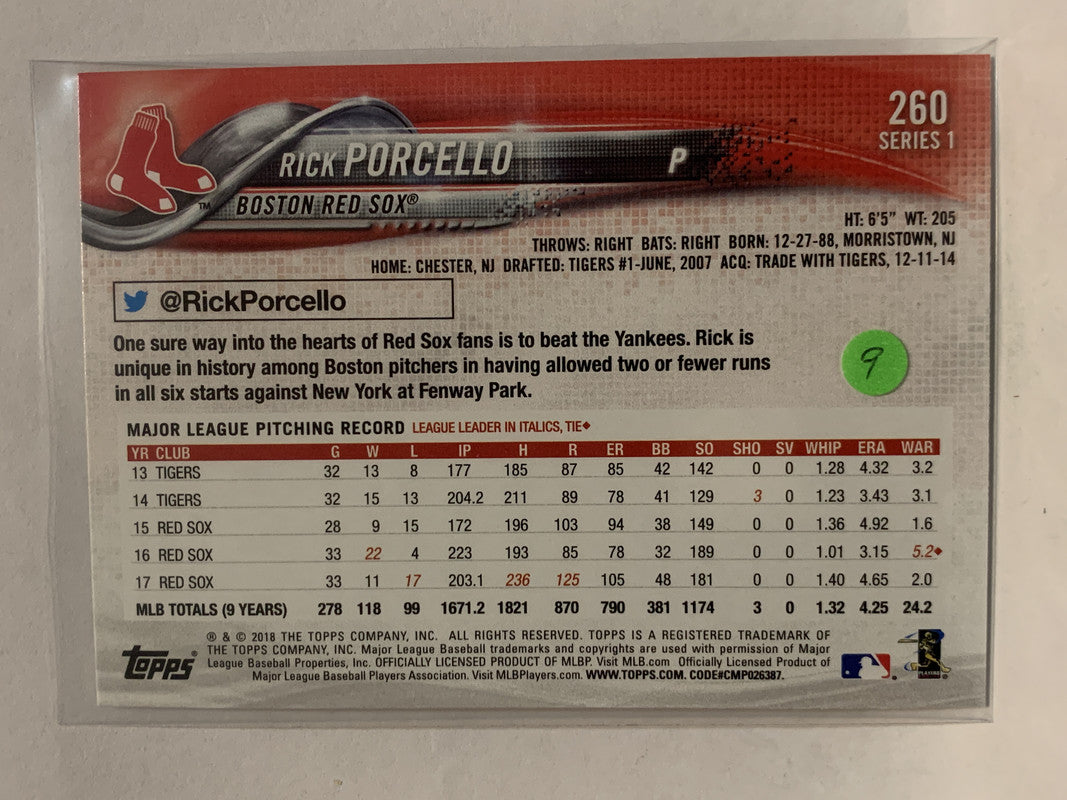 260
SERIES 1
RICK PORCELLO P
™ BOSTON RED SOX®
HT: 6'5" WT: 205
THROWS: RIGHT BATS: RIGHT BORN: 12-27-88, MORRISTOWN, NJ
HOME: CHESTER, NJ DRAFTED: TIGERS #1-JUNE, 2007 ACQ: TRADE WITH TIGERS, 12-11-14
@RickPorcello
One sure way into the hearts of Red Sox fans is to beat the Yankees. Rick is
unique in history among Boston pitchers in having allowed two or fewer runs
in all six starts against New York at Fenway Park.
9
MAJOR LEAGUE PITCHING RECORD LEAGUE LEADER IN ITALICS, TIE♦
YR CLUB G W L IP H R ER BB SO SHO SV WHIP ERA WAR
13 TIGERS 32 13 8 177 185 87 85 42 142 0 0 1.28 4.32 3.2
14 TIGERS 32 15 13 204.2 211 89 78 41 129 3 0 1.23 3.43 3.1
15 RED SOX 28 9 15 172 196 103 94 38 149 0 0 1.36 4.92 1.6
16 RED SOX 33 22 4 223 193 85 78 32 189 0 0 1.01 3.15 5.2♦
17 RED SOX 33 11 17 203.1 236 125 105 48 181 0 0 1.40 4.65 2.0
MLB TOTALS (9 YEARS) 278 118 99 1671.2 1821 870 790 381 1174 3 0 1.32 4.25 24.2
® & © 2018 THE TOPPS COMPANY, INC. ALL RIGHTS RESERVED. TOPPS IS A REGISTERED TRADEMARK OF
THE TOPPS COMPANY, INC. Major League Baseball trademarks and copyrights are used with permission of Major
League Baseball Properties, Inc. OFFICIALLY LICENSED PRODUCT OF MLBP. Visit MLB.com Officially Licensed Product of
Major League Baseball Players Association. Visit MLBPlayers.com. WWW.TOPPS.COM. CODE#CMP026387.
topps
PLAYERS